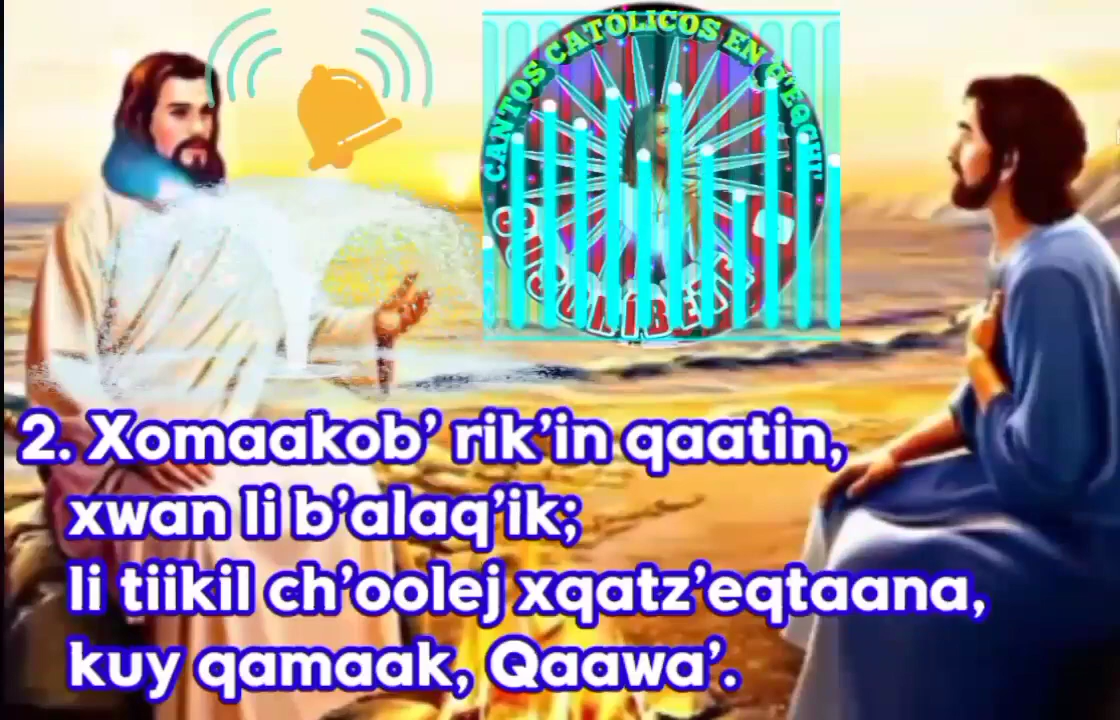 CANTOS CATÓLICOS EN Q'EQCHI'
2. Xomaakob' rik'in qaatin,
xwan li b'alaq'ik;
li tiikil ch'oolej xqatz'eqtaana,
kuy qamaak, Qaawa'.